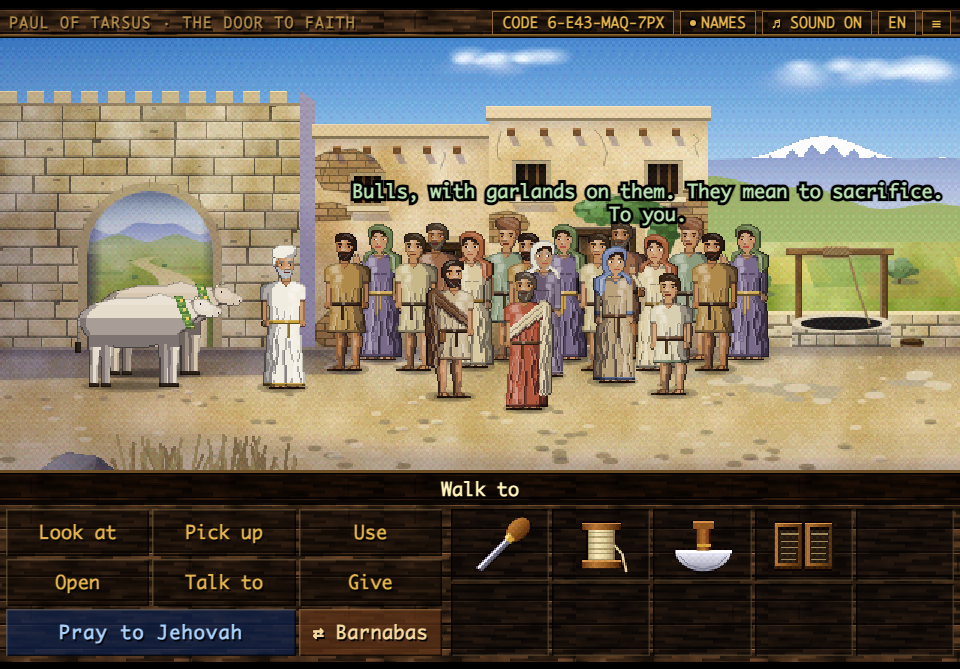 PAUL OF TARSUS · THE DOOR TO FAITH
CODE 6-E43-MAQ-7PX
• NAMES
♬ SOUND ON
EN
≡
Bulls, with garlands on them. They mean to sacrifice.
To you.
Walk to
Look at
Pick up
Use
Open
Talk to
Give
Pray to Jehovah
⇄ Barnabas